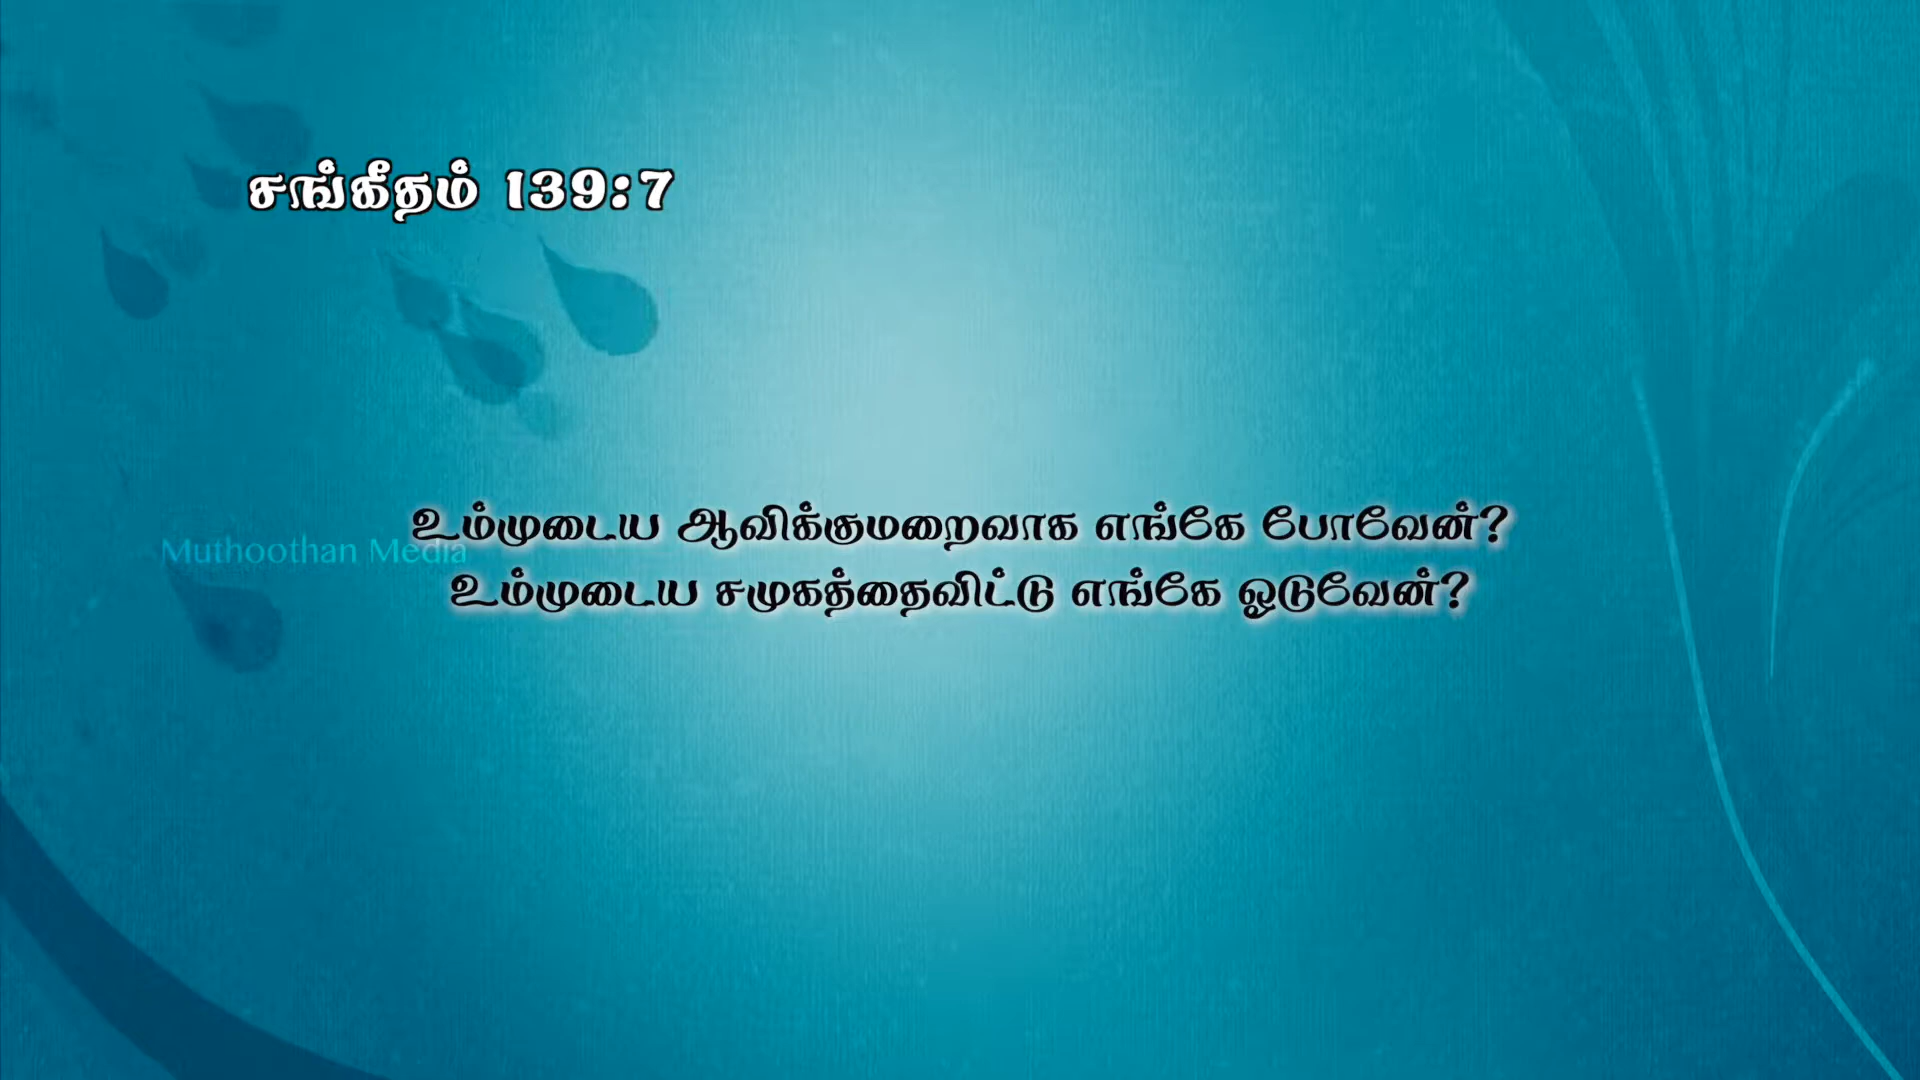 சங்கீதம் 139:7
உம்முடைய ஆவிக்குமறைவாக எங்கே போவேன்?
Muthoothan Media
உம்முடைய சமுகத்தைவிட்டு எங்கே ஓடுவேன்?